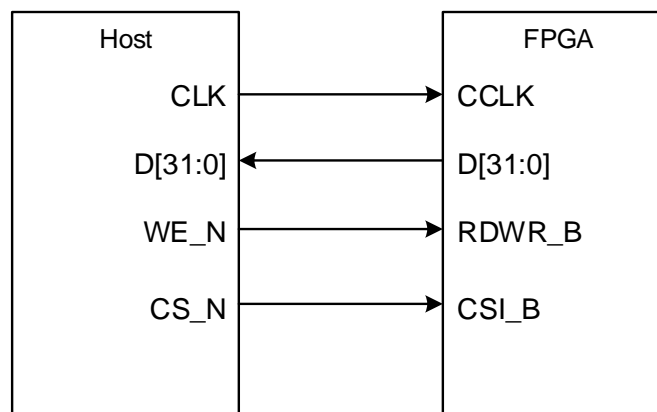 Host FPGA
CLK CCLK
D[31:0] D[31:0]
WE_N RDWR_B
CS_N CSI_B